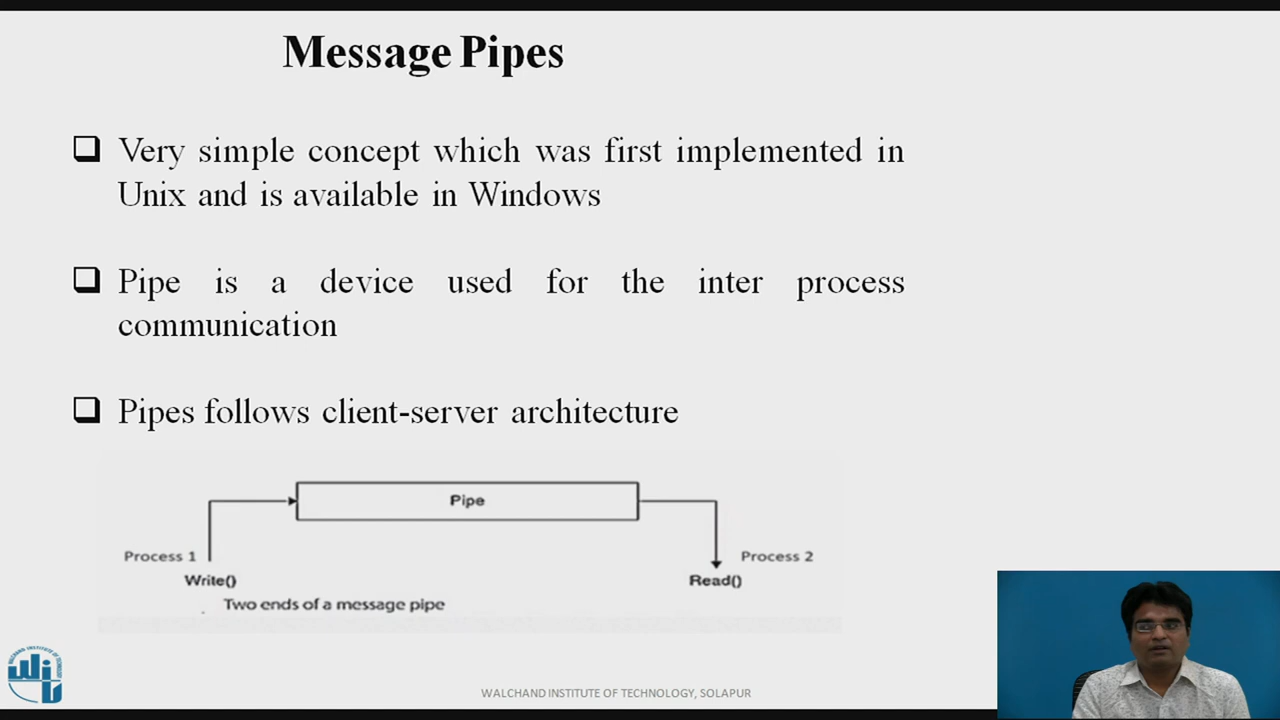 Message Pipes
❑ Very simple concept which was first implemented in
Unix and is available in Windows
❑ Pipe is a device used for the inter process
communication
❑ Pipes follows client-server architecture
Pipe
Process 1
Process 2
Write()
Read()
Two ends of a message pipe
WALCHAND INSTITUTE OF TECHNOLOGY, SOLAPUR